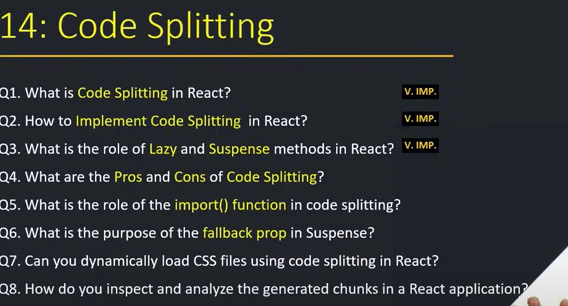 14: Code Splitting
Q1. What is Code Splitting in React? V. IMP.
Q2. How to Implement Code Splitting in React? V. IMP.
Q3. What is the role of Lazy and Suspense methods in React? V. IMP.
Q4. What are the Pros and Cons of Code Splitting?
Q5. What is the role of the import() function in code splitting?
Q6. What is the purpose of the fallback prop in Suspense?
Q7. Can you dynamically load CSS files using code splitting in React?
Q8. How do you inspect and analyze the generated chunks in a React application?